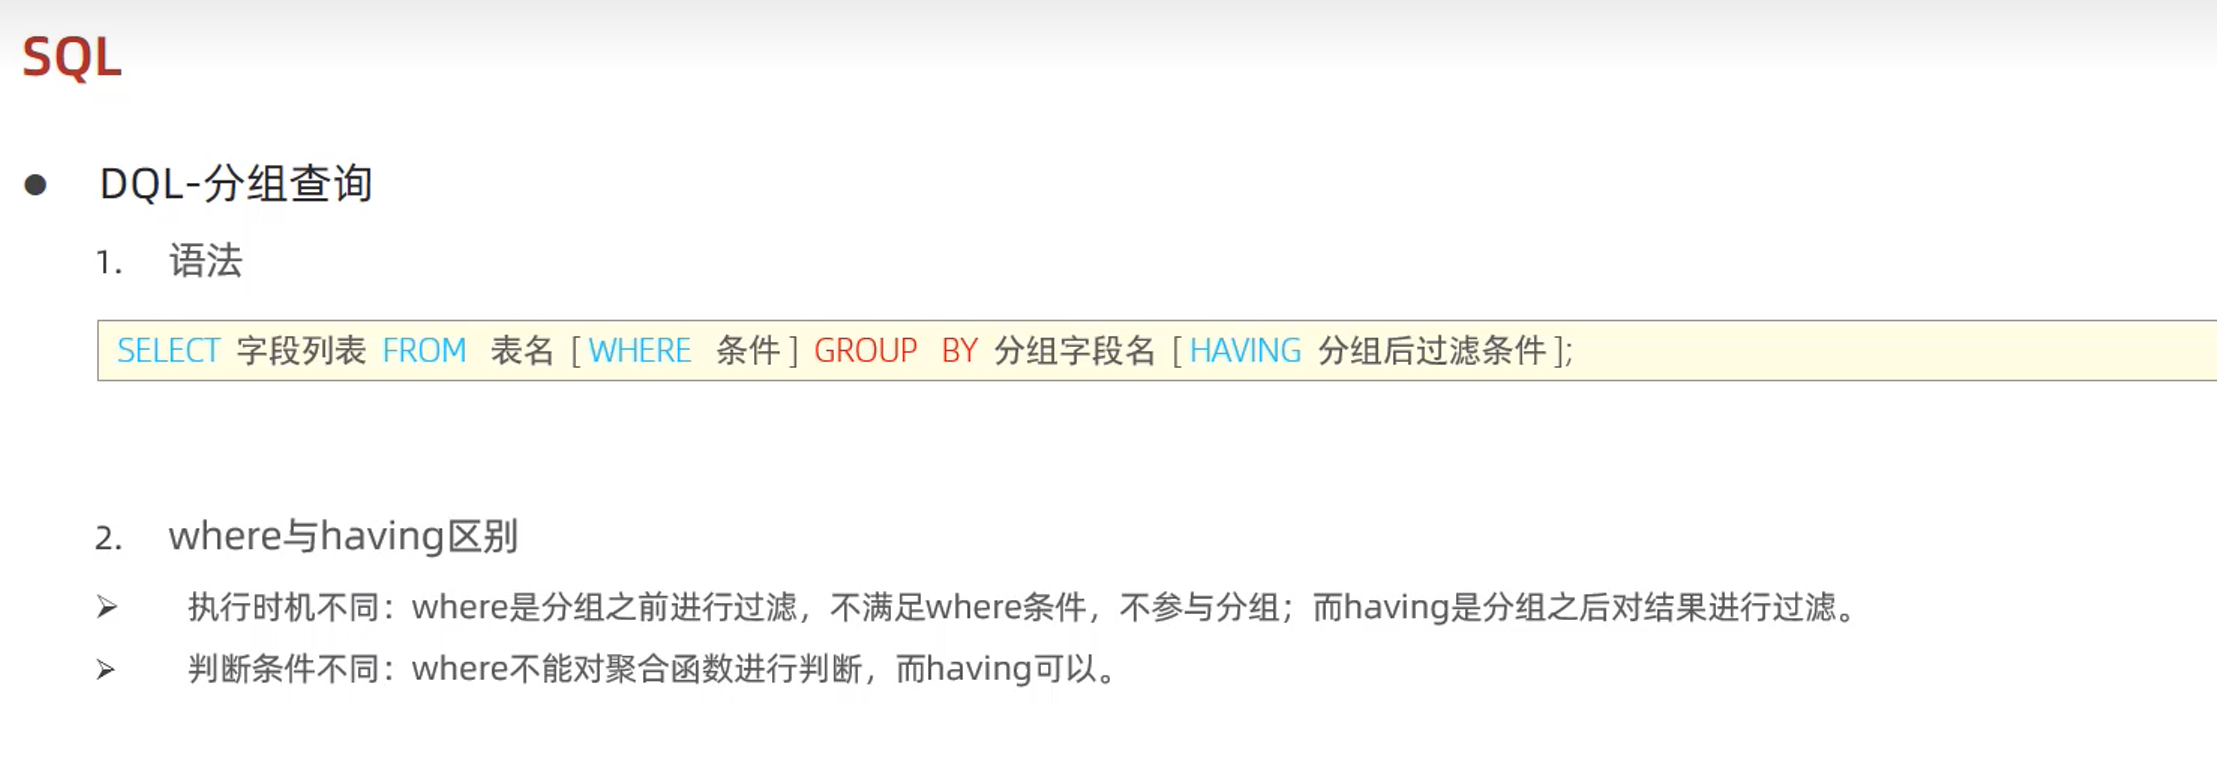 SQL
● DQL-分组查询
1. 语法
SELECT 字段列表 FROM 表名 [ WHERE 条件 ] GROUP BY 分组字段名 [ HAVING 分组后过滤条件 ];
2. where与having区别
➢ 执行时机不同：where是分组之前进行过滤，不满足where条件，不参与分组；而having是分组之后对结果进行过滤。
➢ 判断条件不同：where不能对聚合函数进行判断，而having可以。